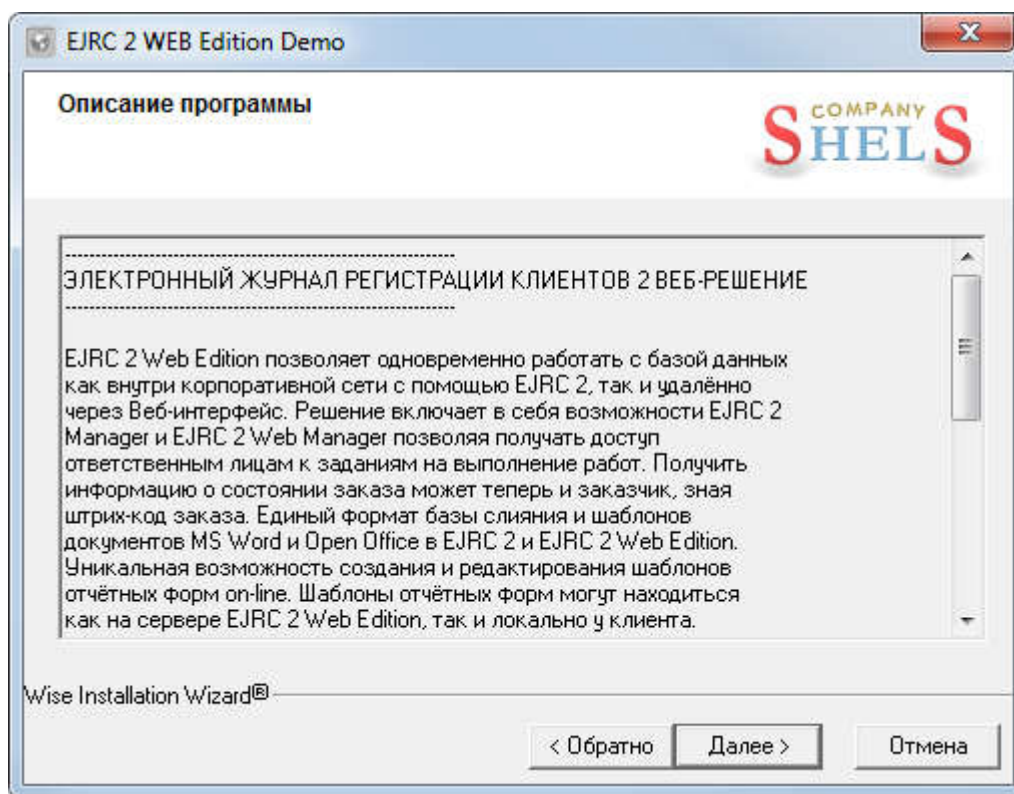 EJRC 2 WEB Edition Demo
Описание программы
COMPANY
SHELS
------------------------------------------------------------------
ЭЛЕКТРОННЫЙ ЖУРНАЛ РЕГИСТРАЦИИ КЛИЕНТОВ 2 ВЕБ-РЕШЕНИЕ
------------------------------------------------------------------
EJRC 2 Web Edition позволяет одновременно работать с базой данных
как внутри корпоративной сети с помощью EJRC 2, так и удалённо
через Веб-интерфейс. Решение включает в себя возможности EJRC 2
Manager и EJRC 2 Web Manager позволяя получать доступ
ответственным лицам к заданиям на выполнение работ. Получить
информацию о состоянии заказа может теперь и заказчик, зная
штрих-код заказа. Единый формат базы слияния и шаблонов
документов MS Word и Open Office в EJRC 2 и EJRC 2 Web Edition.
Уникальная возможность создания и редактирования шаблонов
отчётных форм on-line. Шаблоны отчётных форм могут находиться
как на сервере EJRC 2 Web Edition, так и локально у клиента.
Wise Installation Wizard®
< Обратно
Далее >
Отмена